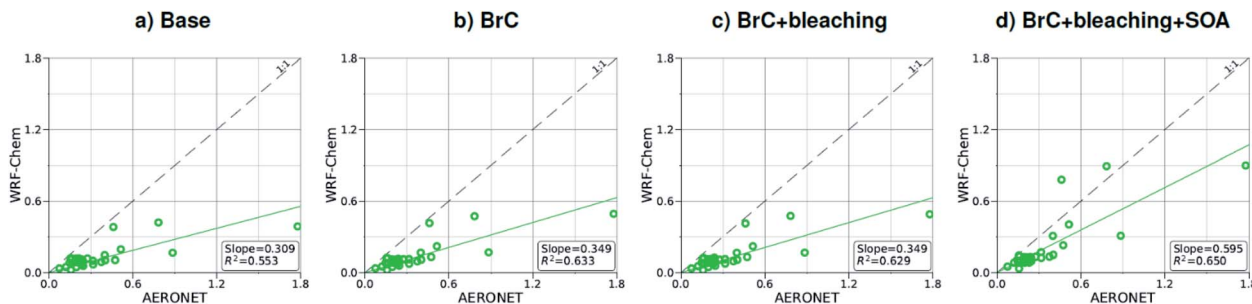 a) Base
b) BrC
c) BrC+bleaching
d) BrC+bleaching+SOA
1.8
1.2
0.6
0.0
WRF-Chem
1:1
Slope=0.309
R²=0.553
0.0
0.6
1.2
1.8
AERONET
1.8
1.2
0.6
0.0
WRF-Chem
1:1
Slope=0.349
R²=0.633
0.0
0.6
1.2
1.8
AERONET
1.8
1.2
0.6
0.0
WRF-Chem
1:1
Slope=0.349
R²=0.629
0.0
0.6
1.2
1.8
AERONET
1.8
1.2
0.6
0.0
WRF-Chem
1:1
Slope=0.595
R²=0.650
0.0
0.6
1.2
1.8
AERONET